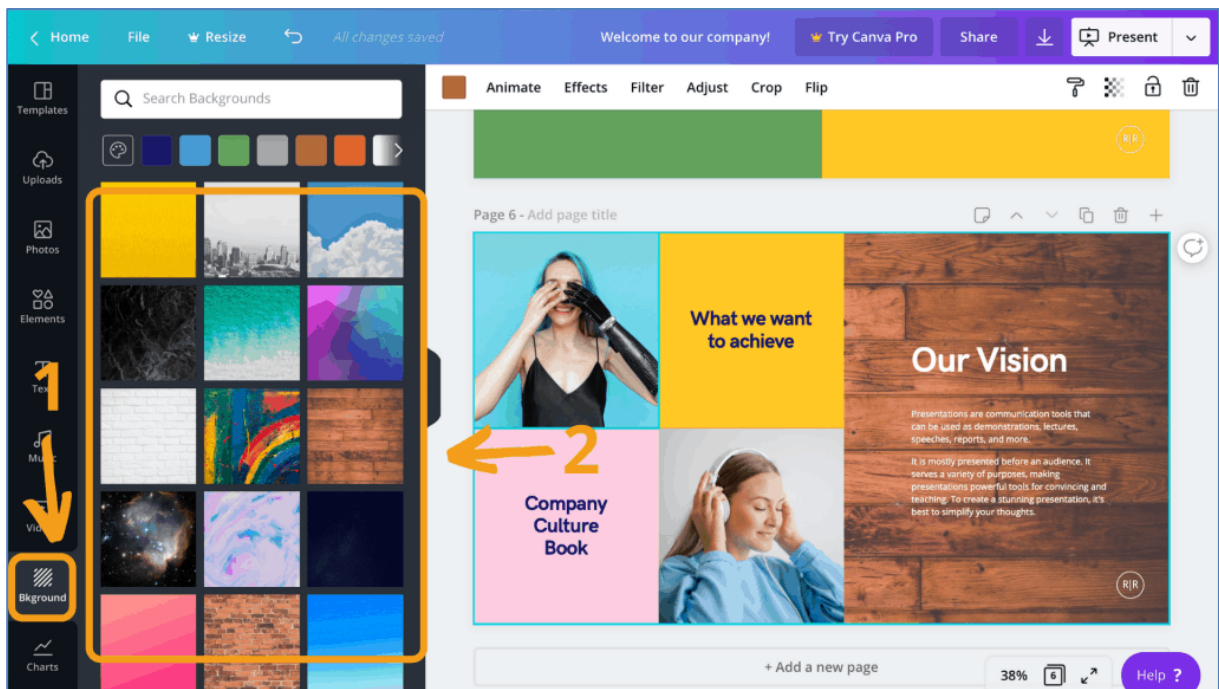 Home File Resize All changes saved Welcome to our company! Try Canva Pro Share Present
Templates
Uploads
Photos
Elements
Text
Music
Bkground
Charts
Search Backgrounds
1
2
Animate Effects Filter Adjust Crop Flip
R|R
Page 6 - Add page title
What we want
to achieve
Company
Culture
Book
Our Vision
Presentations are communication tools that
can be used as demonstrations, lectures,
speeches, reports, and more.
It is mostly presented before an audience. It
serves a variety of purposes, making
presentations powerful tools for convincing and
teaching. To create a stunning presentation, it's
best to simplify your thoughts.
R|R
+ Add a new page
38% 6 Help ?